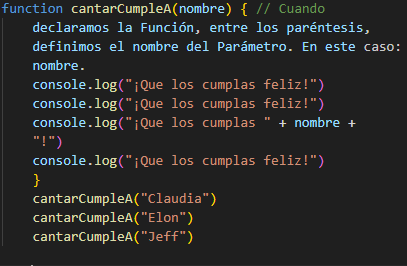 function cantarCumpleA(nombre) { // Cuando
declaramos la Función, entre los paréntesis,
definimos el nombre del Parámetro. En este caso:
nombre.
console.log("¡Que los cumplas feliz!")
console.log("¡Que los cumplas feliz!")
console.log("¡Que los cumplas " + nombre +
"!")
console.log("¡Que los cumplas feliz!")
}
cantarCumpleA("Claudia")
cantarCumpleA("Elon")
cantarCumpleA("Jeff")